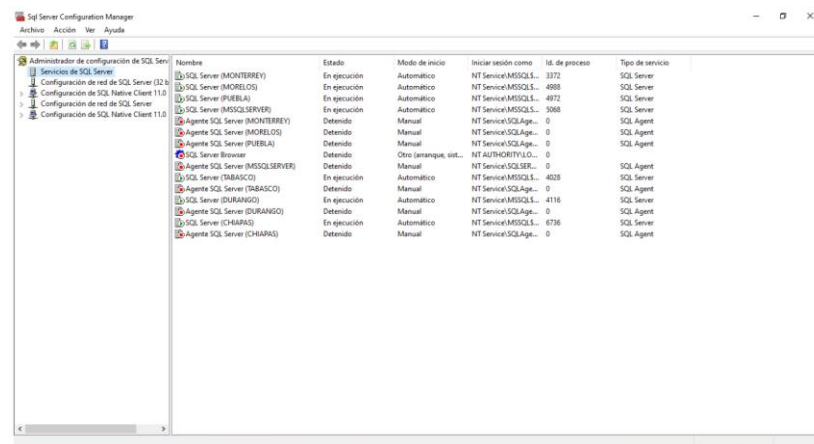 Sql Server Configuration Manager
Archivo Acción Ver Ayuda
Administrador de configuración de SQL Serv
Servicios de SQL Server
Configuración de red de SQL Server (32 b
Configuración de SQL Native Client 11.0
Configuración de red de SQL Server
Configuración de SQL Native Client 11.0
Nombre Estado Modo de inicio Iniciar sesión como Id. de proceso Tipo de servicio
SQL Server (MONTERREY) En ejecución Automático NT Service\MSSQL$... 3372 SQL Server
SQL Server (MORELOS) En ejecución Automático NT Service\MSSQL$... 4988 SQL Server
SQL Server (PUEBLA) En ejecución Automático NT Service\MSSQL$... 4972 SQL Server
SQL Server (MSSQLSERVER) En ejecución Automático NT Service\MSSQLS... 5068 SQL Server
Agente SQL Server (MONTERREY) Detenido Manual NT Service\SQLAge... 0 SQL Agent
Agente SQL Server (MORELOS) Detenido Manual NT Service\SQLAge... 0 SQL Agent
Agente SQL Server (PUEBLA) Detenido Manual NT Service\SQLAge... 0 SQL Agent
SQL Server Browser Detenido Otro (arranque, sist... NT AUTHORITY\LO... 0
Agente SQL Server (MSSQLSERVER) Detenido Manual NT Service\SQLSER... 0 SQL Agent
SQL Server (TABASCO) En ejecución Automático NT Service\MSSQL$... 4028 SQL Server
Agente SQL Server (TABASCO) Detenido Manual NT Service\SQLAge... 0 SQL Agent
SQL Server (DURANGO) En ejecución Automático NT Service\MSSQL$... 4116 SQL Server
Agente SQL Server (DURANGO) Detenido Manual NT Service\SQLAge... 0 SQL Agent
SQL Server (CHIAPAS) En ejecución Automático NT Service\MSSQL$... 6736 SQL Server
Agente SQL Server (CHIAPAS) Detenido Manual NT Service\SQLAge... 0 SQL Agent